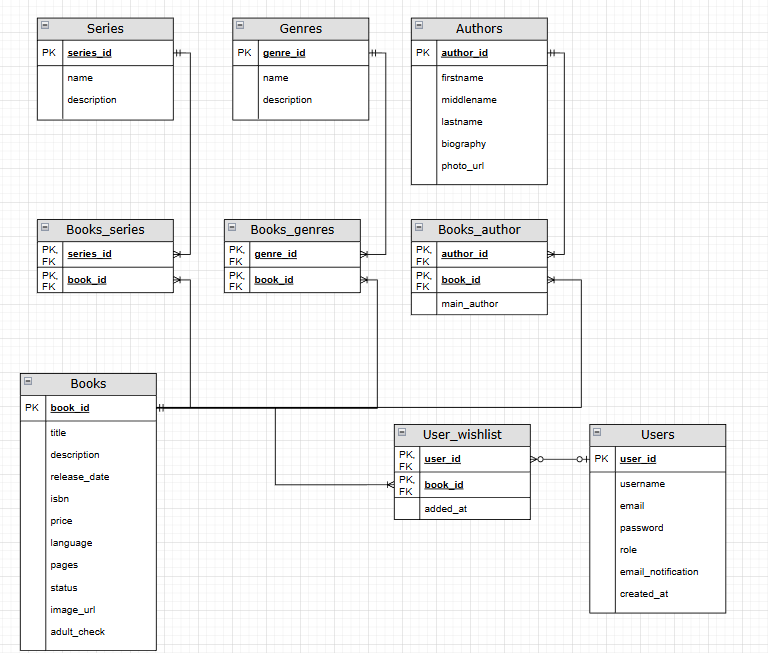 Series
PK series_id
name
description
Genres
PK genre_id
name
description
Authors
PK author_id
firstname
middlename
lastname
biography
photo_url
Books_series
PK,
FK
series_id
PK,
FK
book_id
Books_genres
PK,
FK
genre_id
PK,
FK
book_id
Books_author
PK,
FK
author_id
PK,
FK
book_id
main_author
Books
PK book_id
title
description
release_date
isbn
price
language
pages
status
image_url
adult_check
User_wishlist
PK,
FK
user_id
PK,
FK
book_id
added_at
Users
PK user_id
username
email
password
role
email_notification
created_at